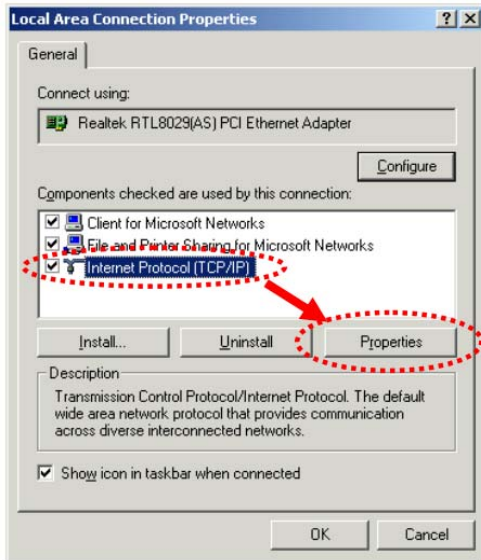 Local Area Connection Properties
General
Connect using:
Realtek RTL8029(AS) PCI Ethernet Adapter
Configure
Components checked are used by this connection:
Client for Microsoft Networks
File and Printer Sharing for Microsoft Networks
Internet Protocol (TCP/IP)
Install... Uninstall Properties
Description
Transmission Control Protocol/Internet Protocol. The default
wide area network protocol that provides communication
across diverse interconnected networks.
Show icon in taskbar when connected
OK Cancel